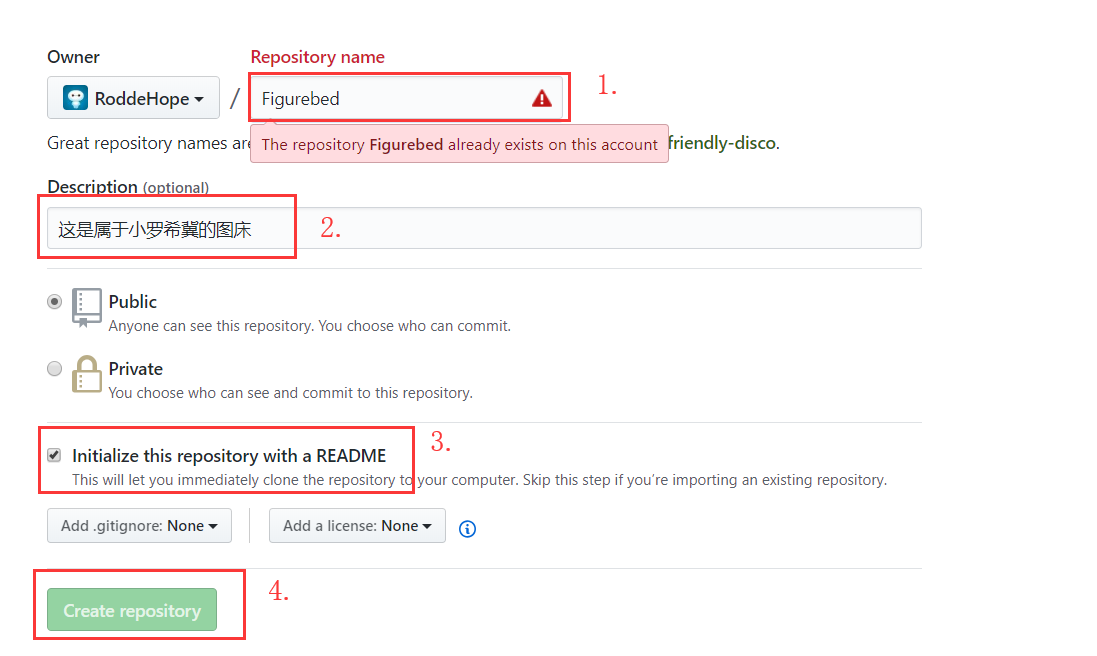 Owner
Repository name
RoddeHope
/
Figurebed
1.
Great repository names are
The repository Figurebed already exists on this account
friendly-disco.
Description (optional)
这是属于小罗希冀的图床
2.
Public
Anyone can see this repository. You choose who can commit.
Private
You choose who can see and commit to this repository.
3.
Initialize this repository with a README
This will let you immediately clone the repository to your computer. Skip this step if you’re importing an existing repository.
Add .gitignore: None
Add a license: None
4.
Create repository